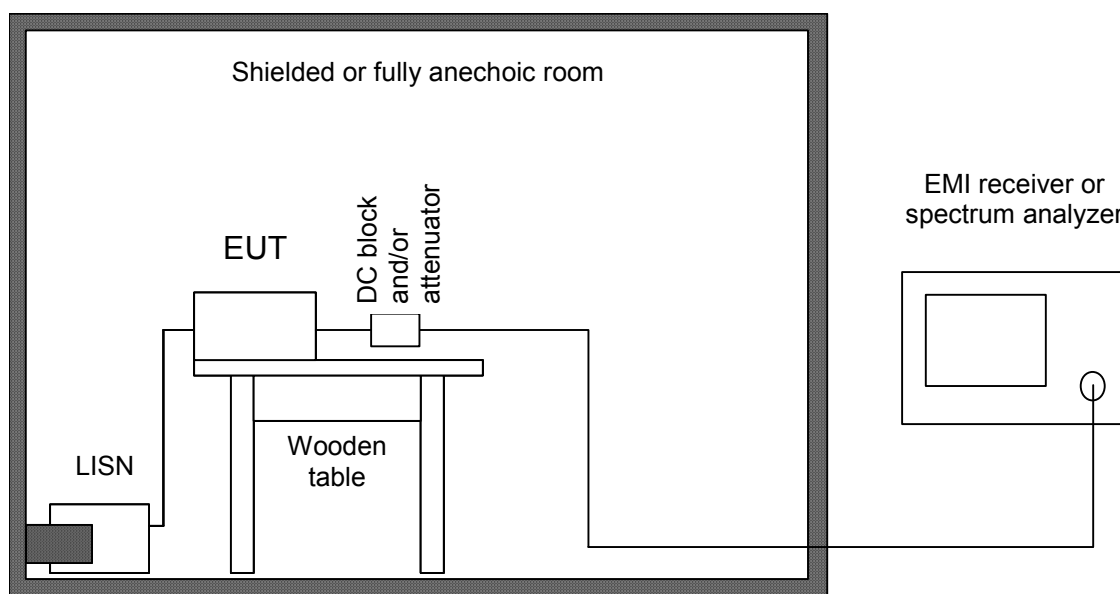 Shielded or fully anechoic room
EMI receiver or
spectrum analyzer
EUT
DC block
and/or
attenuator
Wooden
table
LISN